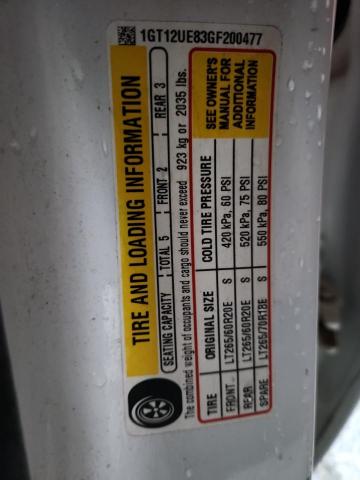 1GT12UE83GF200477
TIRE AND LOADING INFORMATION
SEATING CAPACITY TOTAL 5 FRONT 2 REAR 3
The combined weight of occupants and cargo should never exceed 923 kg or 2035 lbs.
TIRE ORIGINAL SIZE COLD TIRE PRESSURE
FRONT LT265/60R20E S 420 kPa, 60 PSI
REAR LT265/60R20E S 520 kPa, 75 PSI
SPARE LT265/70R18E S 550 kPa, 80 PSI
SEE OWNER'S
MANUAL FOR
ADDITIONAL
INFORMATION